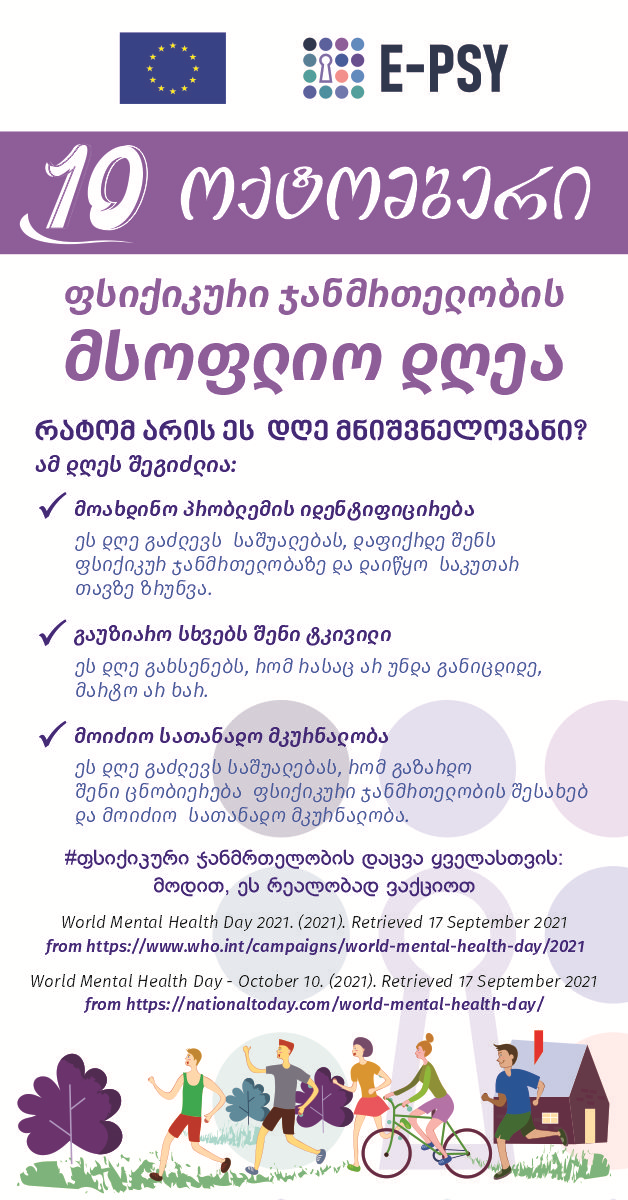 E-PSY
10 ოქტომბერი
ფსიქიკური ჯანმრთელობის
მსოფლიო დღეა
რატომ არის ეს დღე მნიშვნელოვანი?
ამ დღეს შეგიძლია:
მოახდინო პრობლემის იდენტიფიცირება
ეს დღე გაძლევს საშუალებას, დაფიქრდე შენს
ფსიქიკურ ჯანმრთელობაზე და დაიწყო საკუთარ
თავზე ზრუნვა.
გაუზიარო სხვებს შენი ტკივილი
ეს დღე გახსენებს, რომ რასაც არ უნდა განიცდიდე,
მარტო არ ხარ.
მოიძიო სათანადო მკურნალობა
ეს დღე გაძლევს საშუალებას, რომ გაზარდო
შენი ცნობიერება ფსიქიკური ჯანმრთელობის შესახებ
და მოიძიო სათანადო მკურნალობა.
#ფსიქიკური ჯანმრთელობის დაცვა ყველასთვის:
მოდით, ეს რეალობად ვაქციოთ
World Mental Health Day 2021. (2021). Retrieved 17 September 2021
from https://www.who.int/campaigns/world-mental-health-day/2021
World Mental Health Day - October 10. (2021). Retrieved 17 September 2021
from https://nationaltoday.com/world-mental-health-day/